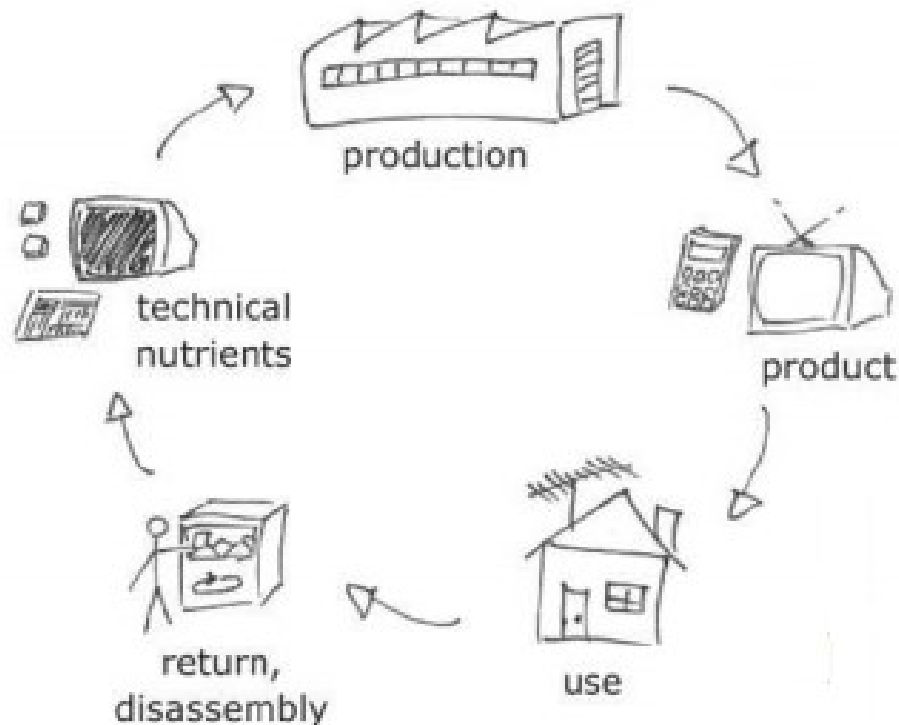 production
product
use
return,
disassembly
technical
nutrients